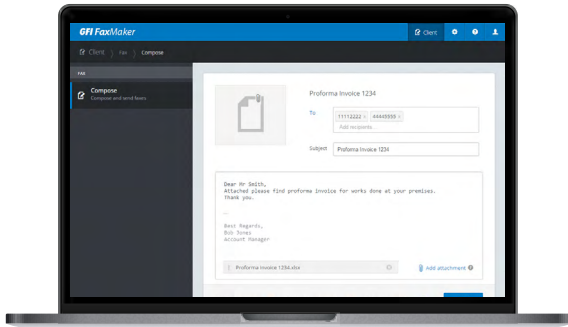 GFI FaxMaker
Client
Client Fax Compose
FAX
Compose
Compose and send faxes
Proforma Invoice 1234
To
11112222 × 44445555 ×
Add recipients...
Subject
Proforma Invoice 1234
Dear Mr Smith,
Attached please find proforma invoice for works done at your premises.
Thank you.
--
Best Regards,
Bob Jones
Account Manager
Proforma Invoice 1234.xlsx
Add attachment